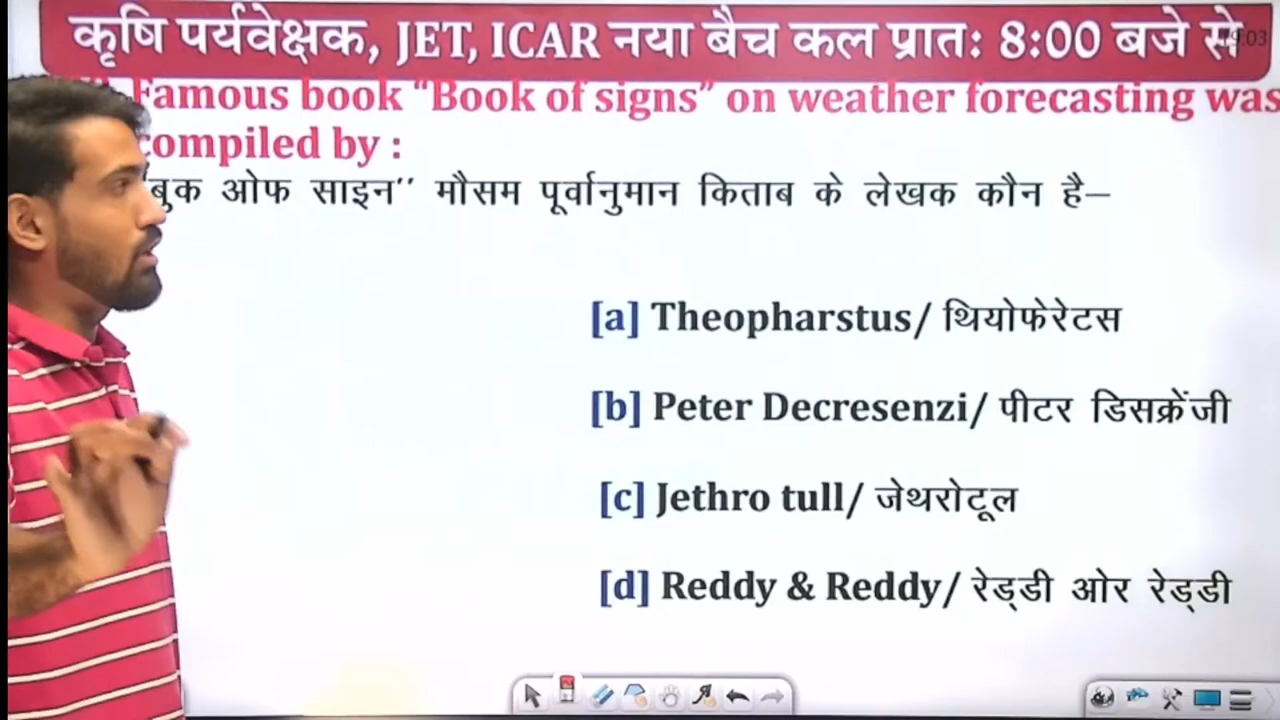 कृषि पर्यवेक्षक, JET, ICAR नया बैच कल प्रातः 8:00 बजे से
Famous book “Book of signs” on weather forecasting was
compiled by :
बुक ओफ साइन’’ मौसम पूर्वानुमान किताब के लेखक कौन है–
[a] Theopharstus/ थियोफेरेटस
[b] Peter Decresenzi/ पीटर डिसक्रेंजी
[c] Jethro tull/ जेथरोटूल
[d] Reddy & Reddy/ रेड्डी ओर रेड्डी